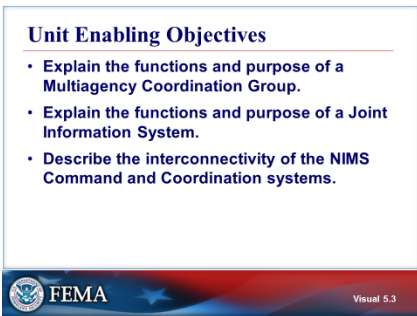 Unit Enabling Objectives
• Explain the functions and purpose of a
Multiagency Coordination Group.
• Explain the functions and purpose of a Joint
Information System.
• Describe the interconnectivity of the NIMS
Command and Coordination systems.
FEMA
Visual 5.3